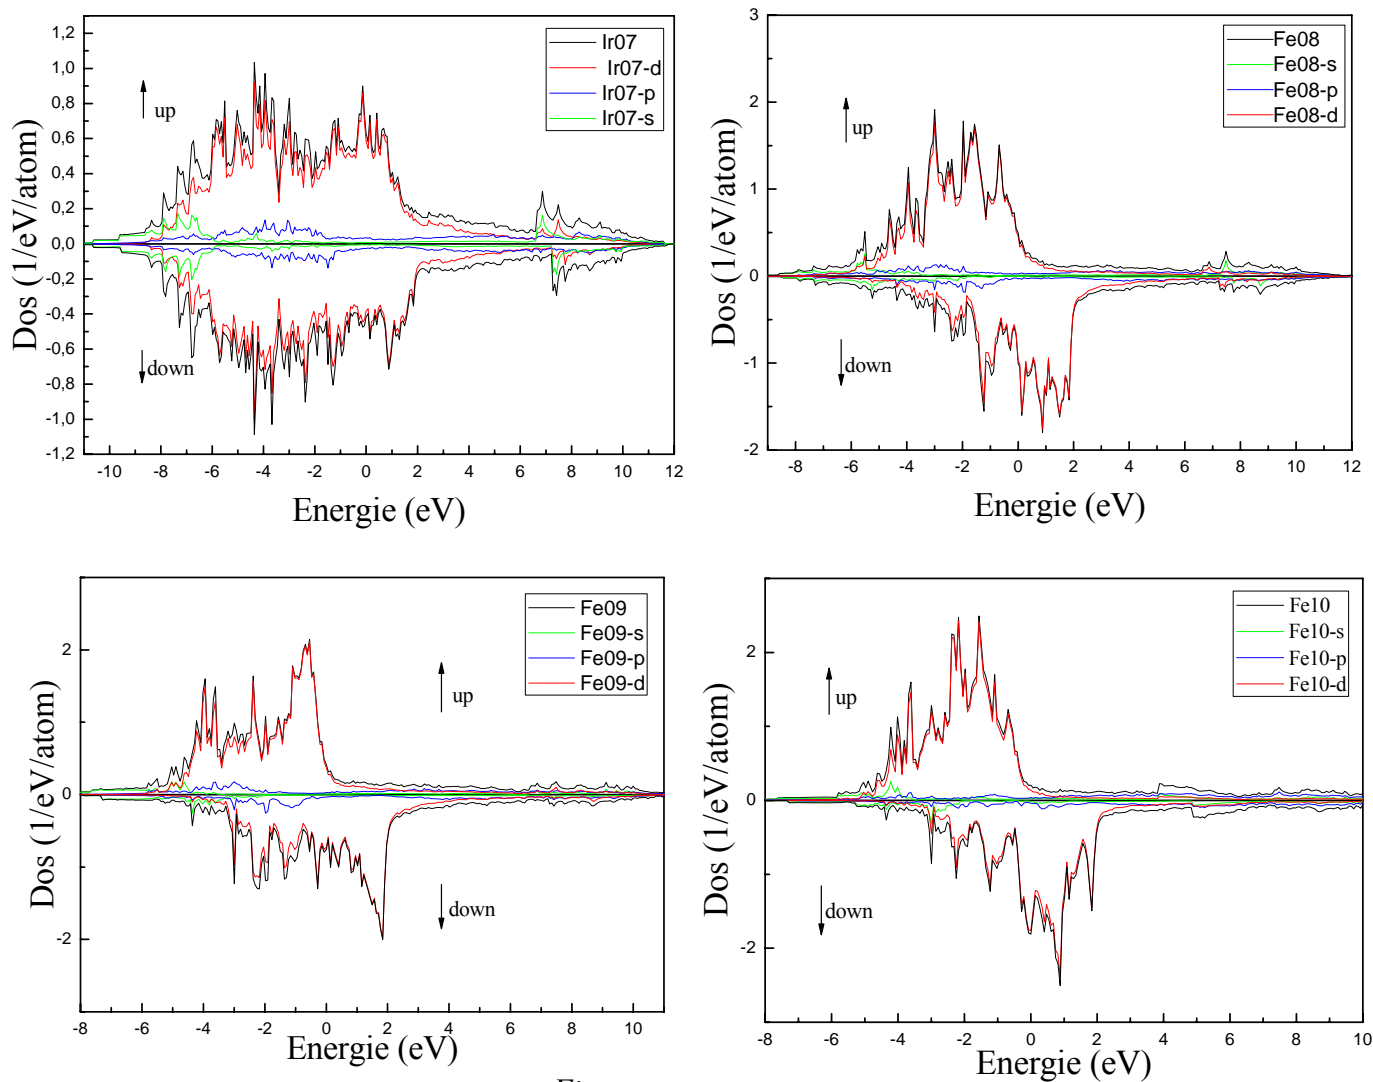 1,2
1,0
0,8
0,6
0,4
0,2
0,0
-0,2
-0,4
-0,6
-0,8
-1,0
-1,2
Dos (1/eV/atom)
up
down
Ir07
Ir07-d
Ir07-p
Ir07-s
-10 -8 -6 -4 -2 0 2 4 6 8 10 12
Energie (eV)
3
2
1
0
-1
-2
Dos (1/eV/atom)
up
down
Fe08
Fe08-s
Fe08-p
Fe08-d
-8 -6 -4 -2 0 2 4 6 8 10 12
Energie (eV)
2
0
-2
Dos (1/eV/atom)
up
down
Fe09
Fe09-s
Fe09-p
Fe09-d
-8 -6 -4 -2 0 2 4 6 8 10
Energie (eV)
2
0
-2
Dos (1/eV/atom)
up
down
Fe10
Fe10-s
Fe10-p
Fe10-d
-8 -6 -4 -2 0 2 4 6 8 10
Energie (eV)